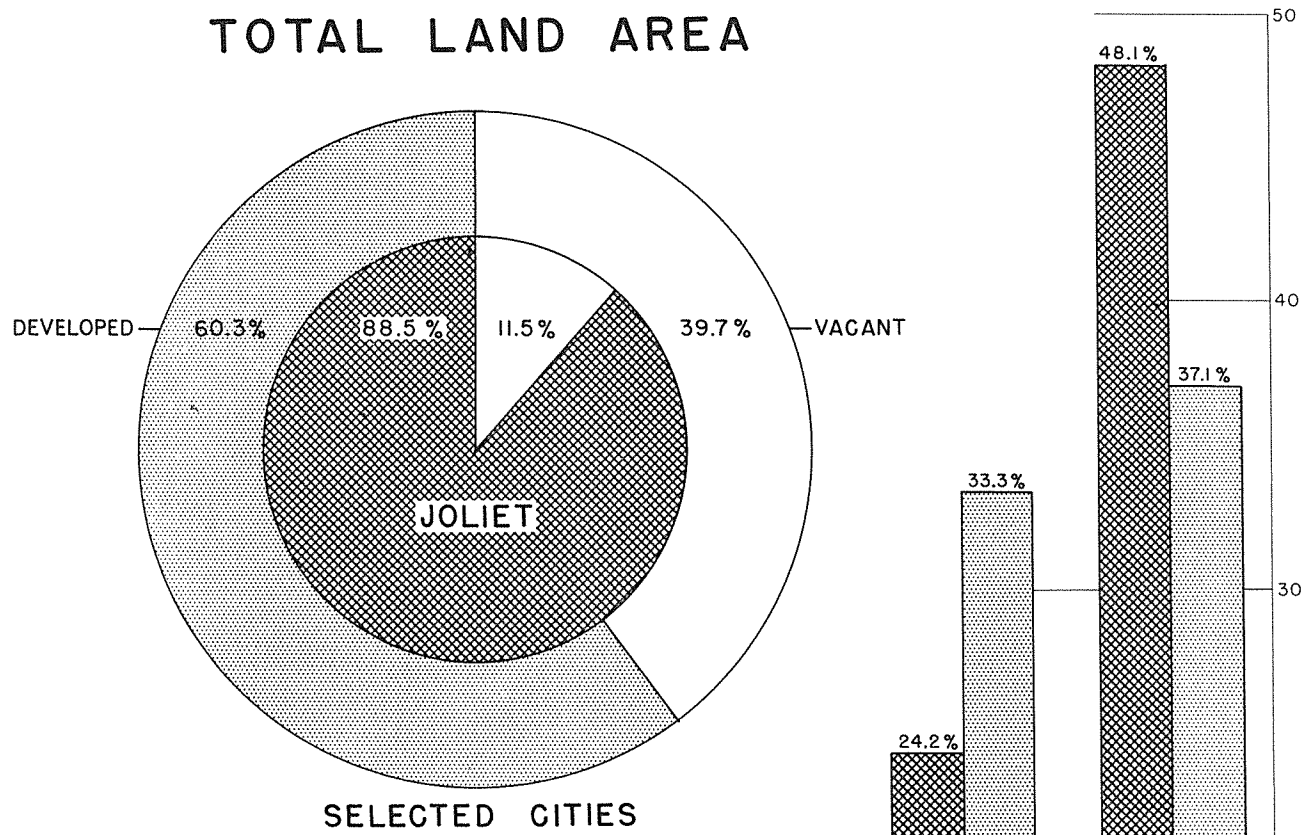 TOTAL LAND AREA
DEVELOPED
60.3%
88.5%
11.5%
39.7%
VACANT
JOLIET
SELECTED CITIES
50
48.1%
40
37.1%
33.3%
30
24.2%